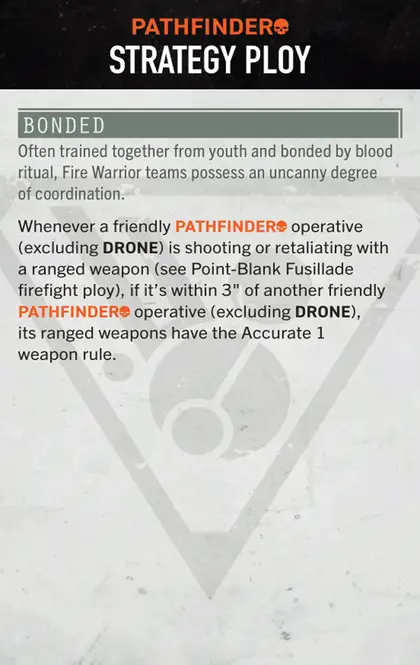 PATHFINDER
STRATEGY PLOY
BONDED
Often trained together from youth and bonded by blood
ritual, Fire Warrior teams possess an uncanny degree
of coordination.
Whenever a friendly PATHFINDER operative
(excluding DRONE) is shooting or retaliating with
a ranged weapon (see Point-Blank Fusillade
firefight ploy), if it's within 3" of another friendly
PATHFINDER operative (excluding DRONE),
its ranged weapons have the Accurate 1
weapon rule.